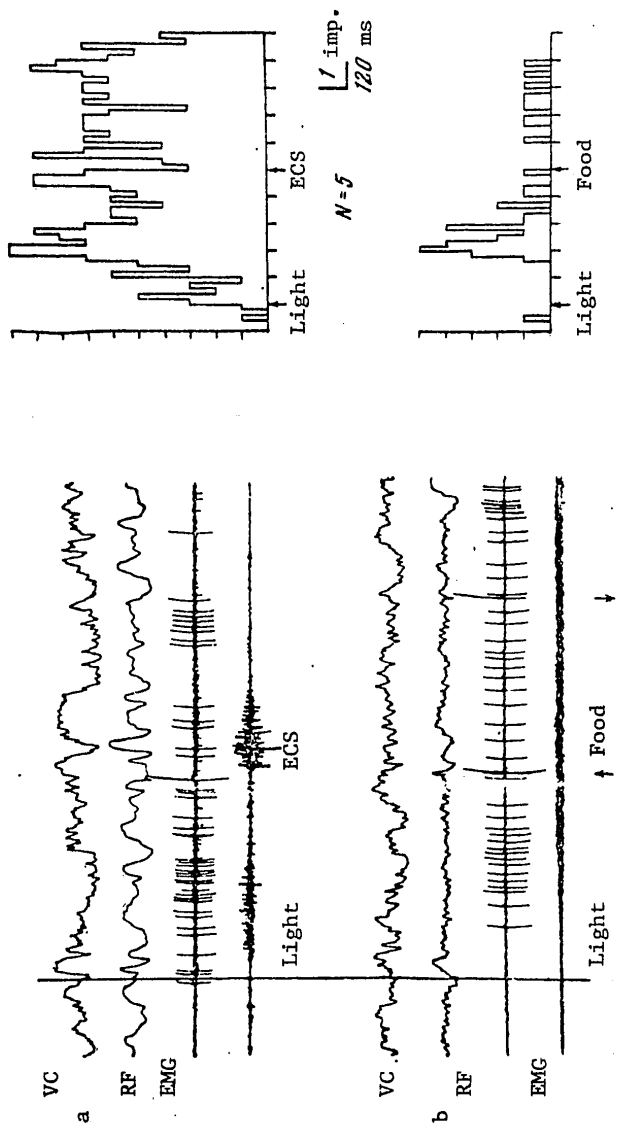 a
VC
RF
EMG
Light
ECS
Light
ECS
N = 5
1 imp.
120 ms
b
VC
RF
EMG
Light
Food
Light
Food